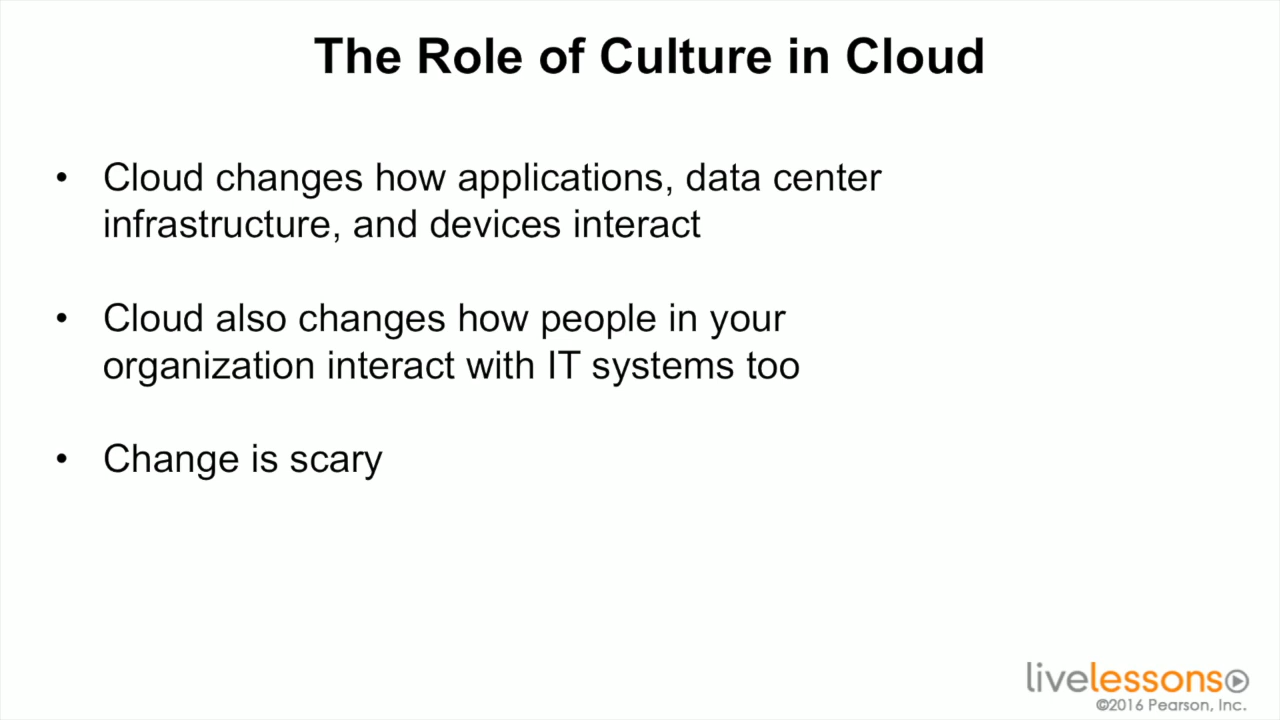 The Role of Culture in Cloud
• Cloud changes how applications, data center
infrastructure, and devices interact
• Cloud also changes how people in your
organization interact with IT systems too
• Change is scary
livelessons
©2016 Pearson, Inc.